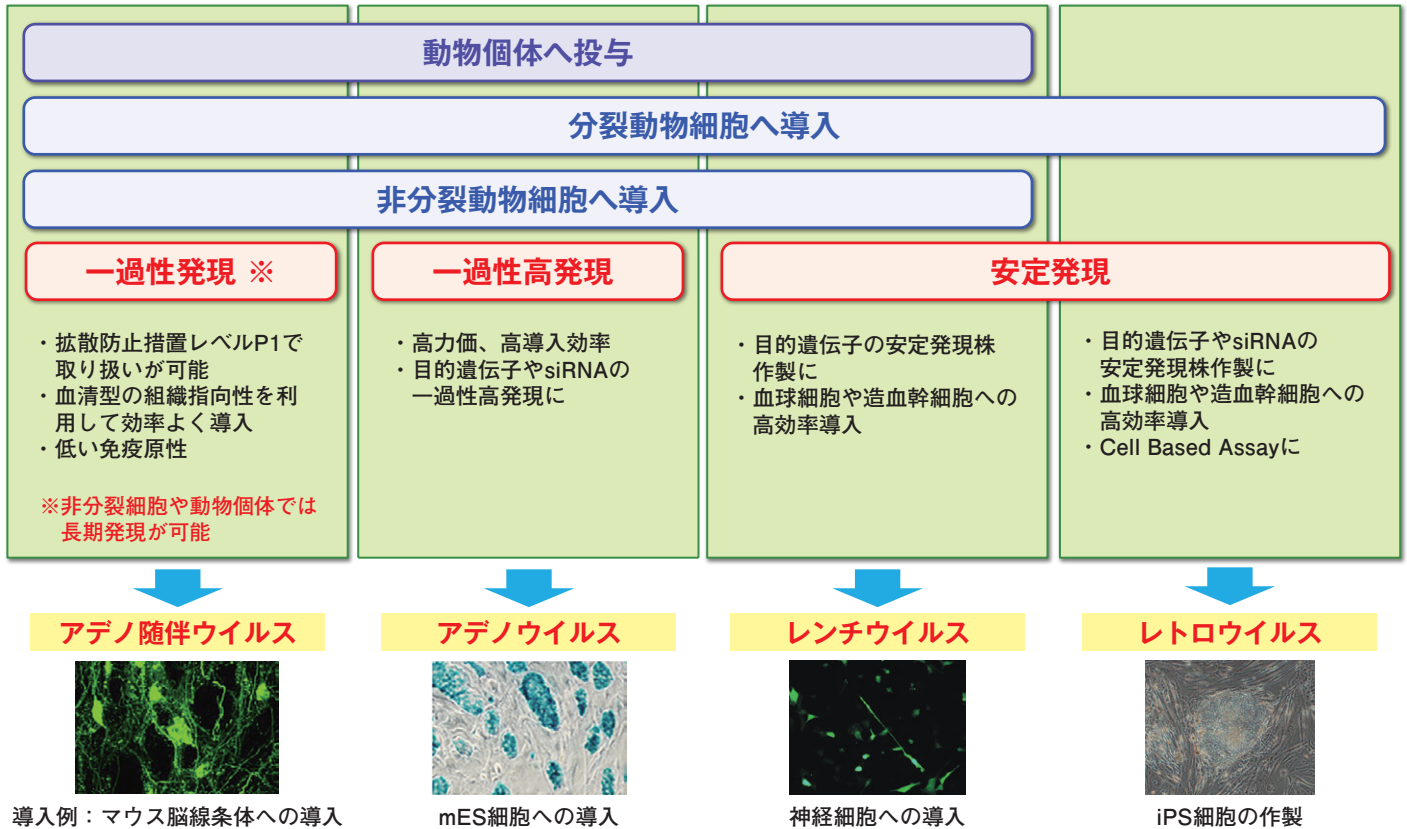 動物個体へ投与
分裂動物細胞へ導入
非分裂動物細胞へ導入
一過性発現 ※
・拡散防止措置レベルP1で
取り扱いが可能
・血清型の組織指向性を利
用して効率よく導入
・低い免疫原性
※非分裂細胞や動物個体では
長期発現が可能
一過性高発現
・高力価、高導入効率
・目的遺伝子やsiRNAの
一過性高発現に
安定発現
・目的遺伝子の安定発現株
作製に
・血球細胞や造血幹細胞への
高効率導入
・目的遺伝子やsiRNAの
安定発現株作製に
・血球細胞や造血幹細胞への
高効率導入
・Cell Based Assayに
アデノ随伴ウイルス
アデノウイルス
レンチウイルス
レトロウイルス
導入例：マウス脳線条体への導入
mES細胞への導入
神経細胞への導入
iPS細胞の作製